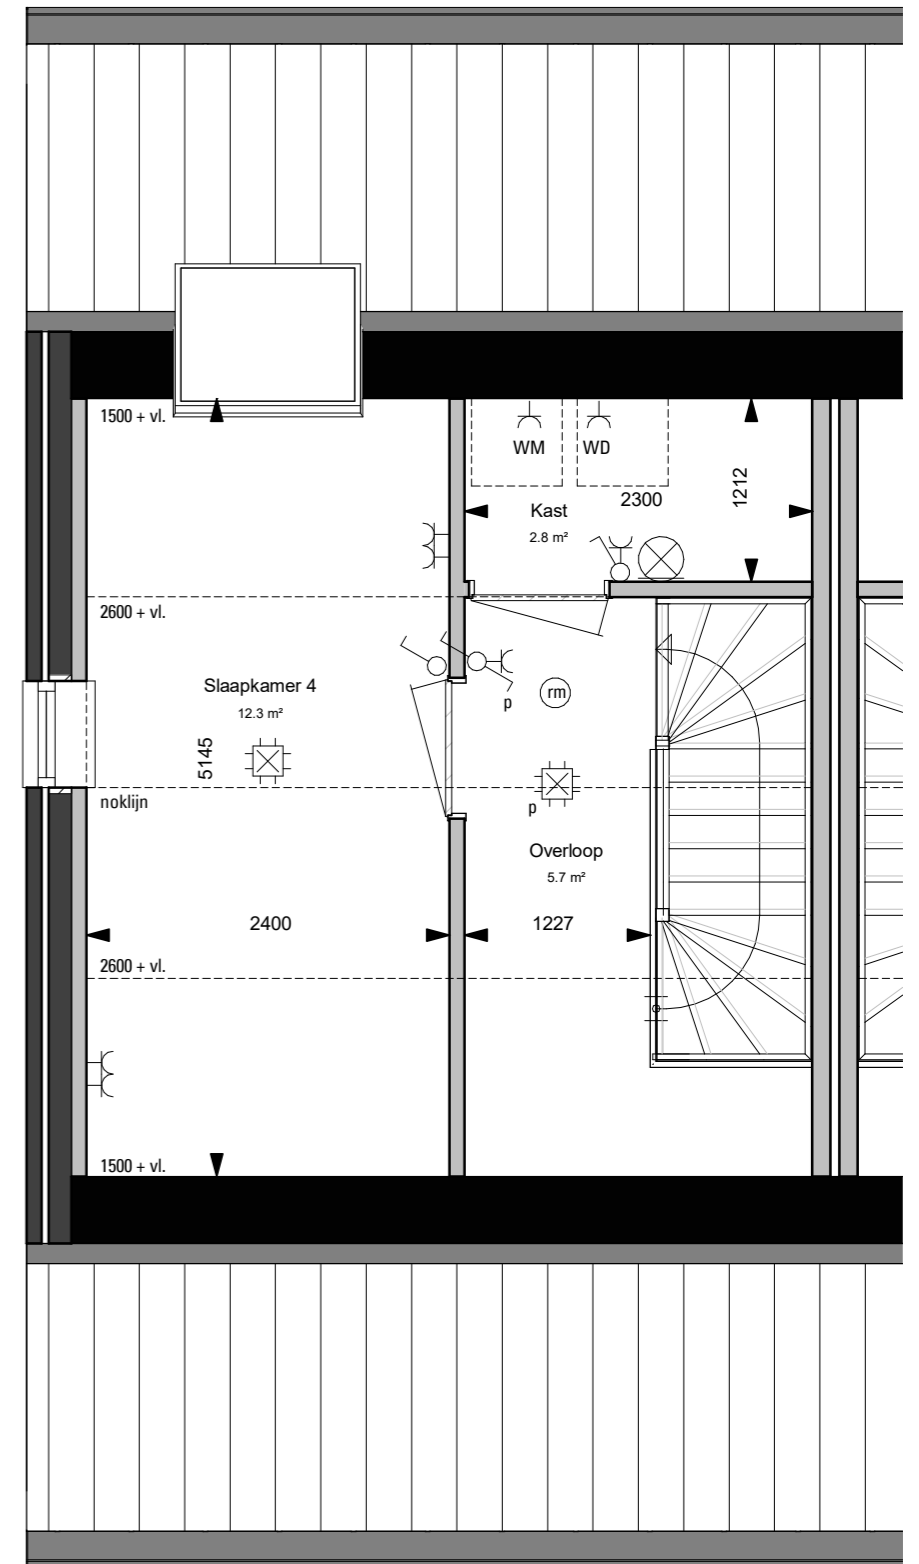 1500 + vl.
WM
WD
2300
1212
Kast
2.8 m²
2600 + vl.
Slaapkamer 4
12.3 m²
p
rm
5145
noklijn
p
Overloop
5.7 m²
2400
1227
2600 + vl.
1500 + vl.